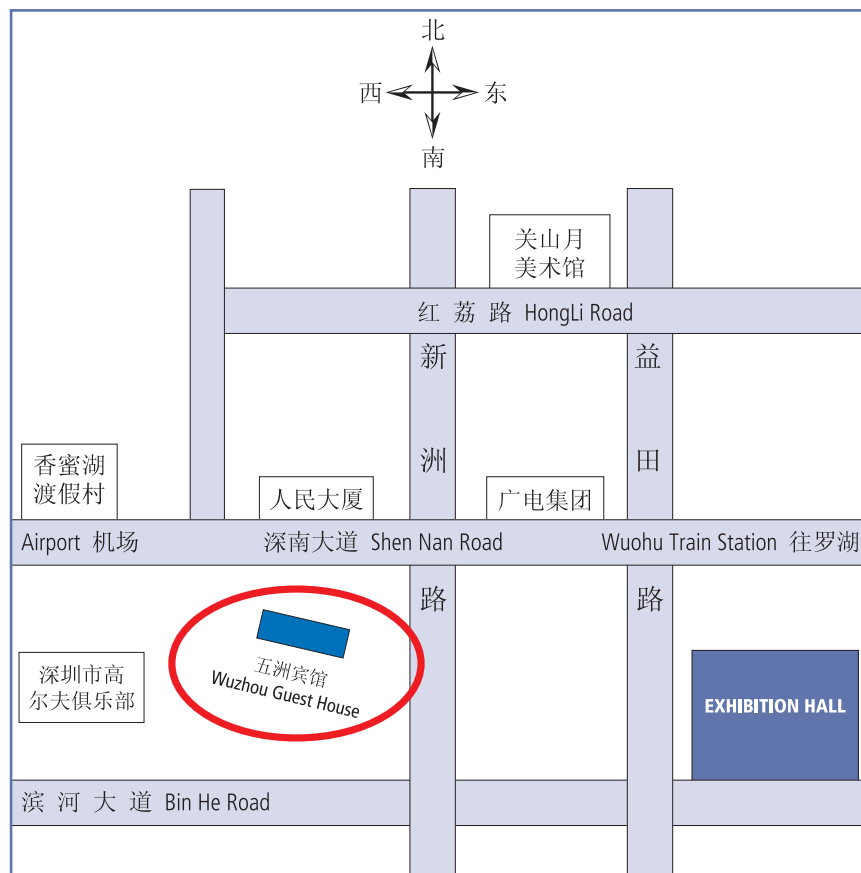 北
西
东
南
关山月
美术馆
红荔路 HongLi Road
新洲路
益田路
香蜜湖
渡假村
人民大厦
广电集团
Airport 机场
深南大道 Shen Nan Road
Wuohu Train Station 往罗湖
深圳市高
尔夫俱乐部
五洲宾馆
Wuzhou Guest House
EXHIBITION HALL
滨河大道 Bin He Road